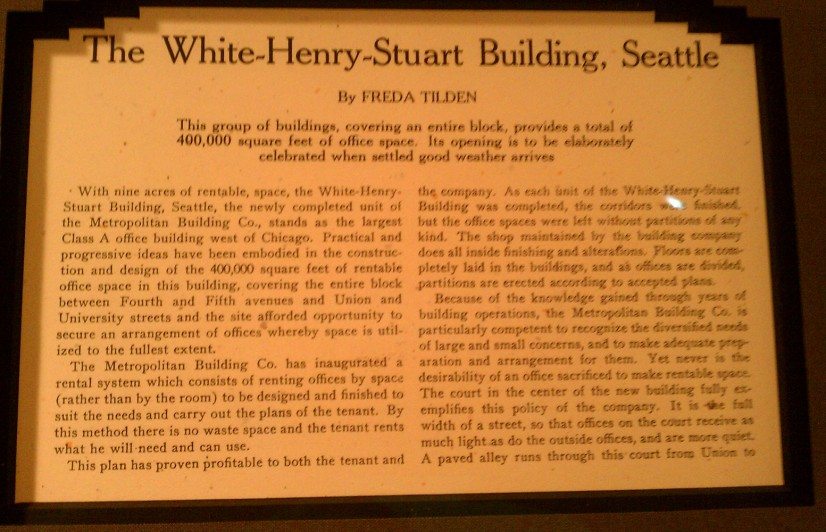 The White-Henry-Stuart Building, Seattle
By FREDA TILDEN
This group of buildings, covering an entire block, provides a total of
400,000 square feet of office space. Its opening is to be elaborately
celebrated when settled good weather arrives
With nine acres of rentable, space, the White-Henry-
Stuart Building, Seattle, the newly completed unit of
the Metropolitan Building Co., stands as the largest
Class A office building west of Chicago. Practical and
progressive ideas have been embodied in the construc-
tion and design of the 400,000 square feet of rentable
office space in this building, covering the entire block
between Fourth and Fifth avenues and Union and
University streets and the site afforded opportunity to
secure an arrangement of offices whereby space is util-
ized to the fullest extent.
The Metropolitan Building Co. has inaugurated a
rental system which consists of renting offices by space
(rather than by the room) to be designed and finished to
suit the needs and carry out the plans of the tenant. By
this method there is no waste space and the tenant rents
what he will need and can use.
This plan has proven profitable to both the tenant and
the company. As each unit of the White-Henry-Stuart
Building was completed, the corridors were finished,
but the office spaces were left without partitions of any
kind. The shop maintained by the building company
does all inside finishing and alterations. Floors are com-
pletely laid in the buildings, and as offices are divided,
partitions are erected according to accepted plans.
Because of the knowledge gained through years of
building operations, the Metropolitan Building Co. is
particularly competent to recognize the diversified needs
of large and small concerns, and to make adequate prep-
aration and arrangement for them. Yet never is the
desirability of an office sacrificed to make rentable space.
The court in the center of the new building fully ex-
emplifies this policy of the company. It is the full
width of a street, so that offices on the court receive as
much light as do the outside offices, and are more quiet.
A paved alley runs through this court from Union to